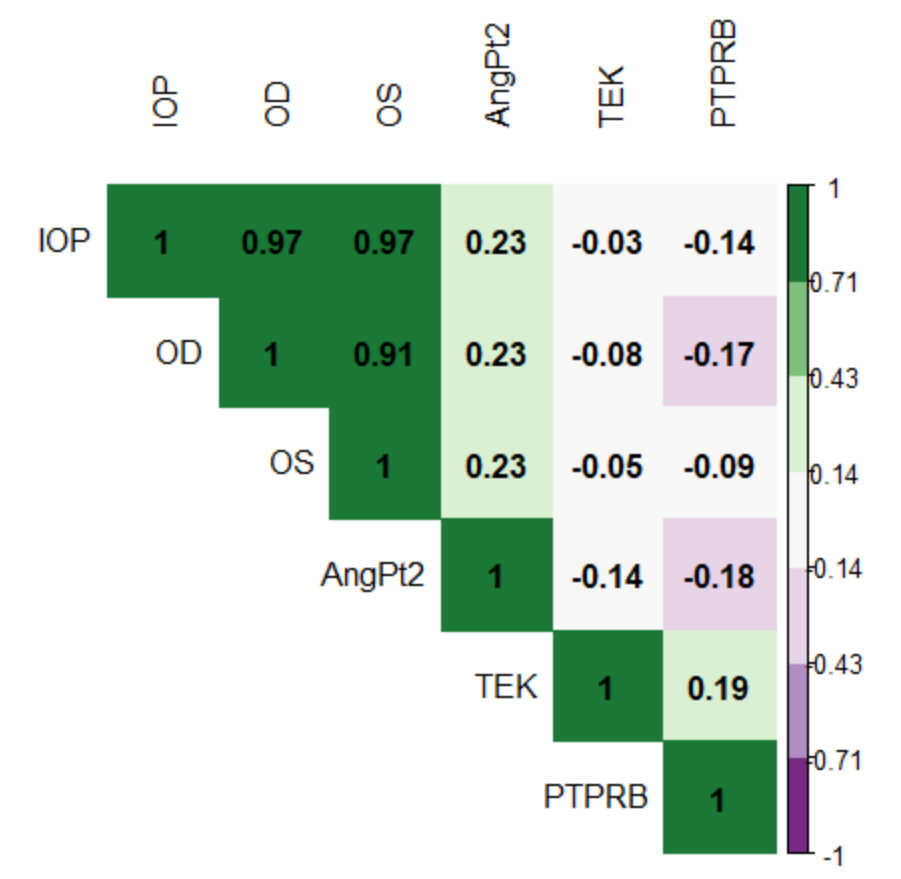 IOP OD OS AngPt2 TEK PTPRB
IOP 1 0.97 0.97 0.23 -0.03 -0.14
OD 1 0.91 0.23 -0.08 -0.17
OS 1 0.23 -0.05 -0.09
AngPt2 1 -0.14 -0.18
TEK 1 0.19
PTPRB 1
1
0.71
0.43
0.14
-0.14
-0.43
-0.71
-1